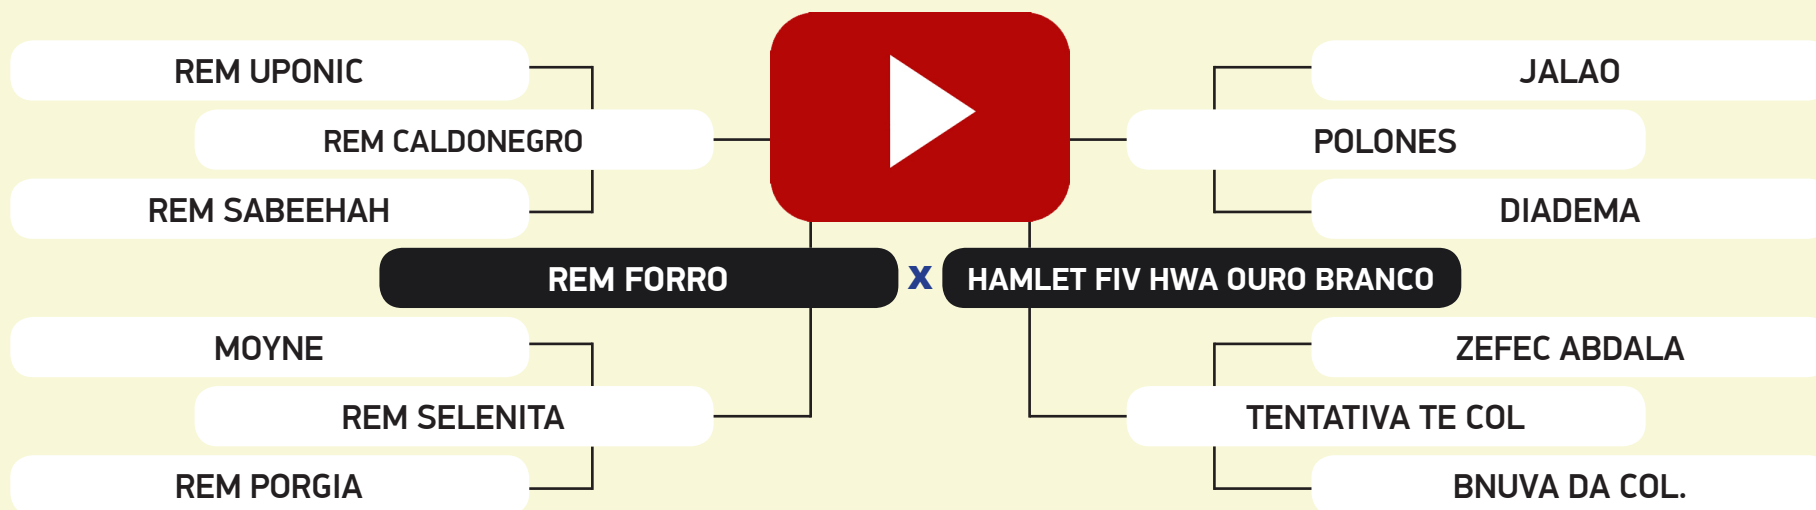 REM UPONIC
JALAO
REM CALDONEGRO
POLONES
REM SABEEHAH
DIADEMA
REM FORRO X HAMLET FIV HWA OURO BRANCO
MOYNE
ZEFEC ABDALA
REM SELENITA
TENTATIVA TE COL
REM PORGIA
BNUVA DA COL.